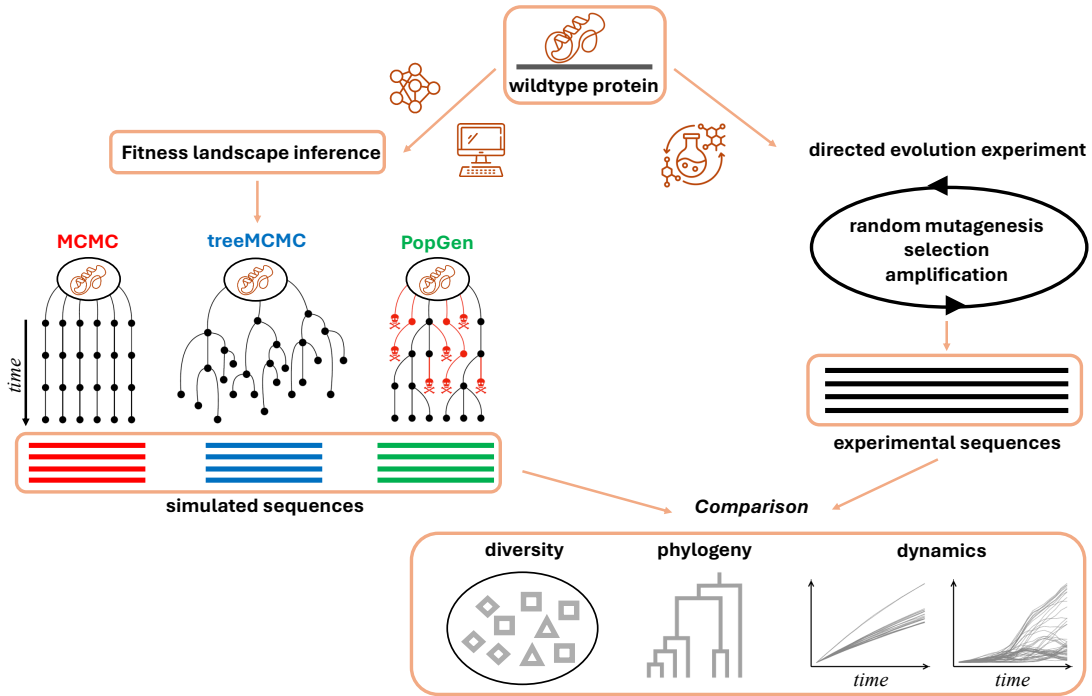 wildtype protein
Fitness landscape inference
directed evolution experiment
random mutagenesis
selection
amplification
MCMC
treeMCMC
PopGen
time
simulated sequences
experimental sequences
Comparison
diversity
phylogeny
dynamics
time
time